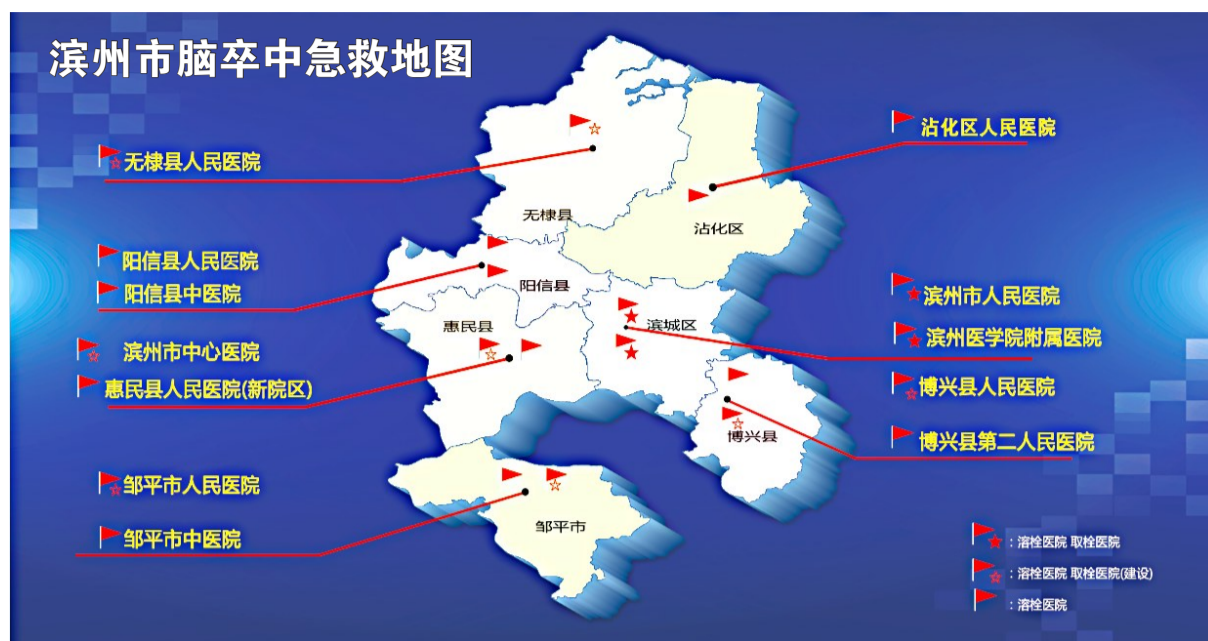 滨州市脑卒中急救地图
无棣县人民医院
阳信县人民医院
阳信县中医院
滨州市中心医院
惠民县人民医院(新院区)
邹平市人民医院
邹平市中医院
无棣县
沾化区
阳信县
惠民县
滨城区
博兴县
邹平市
沾化区人民医院
滨州市人民医院
滨州医学院附属医院
博兴县人民医院
博兴县第二人民医院
：溶栓医院 取栓医院
：溶栓医院 取栓医院(建设)
：溶栓医院